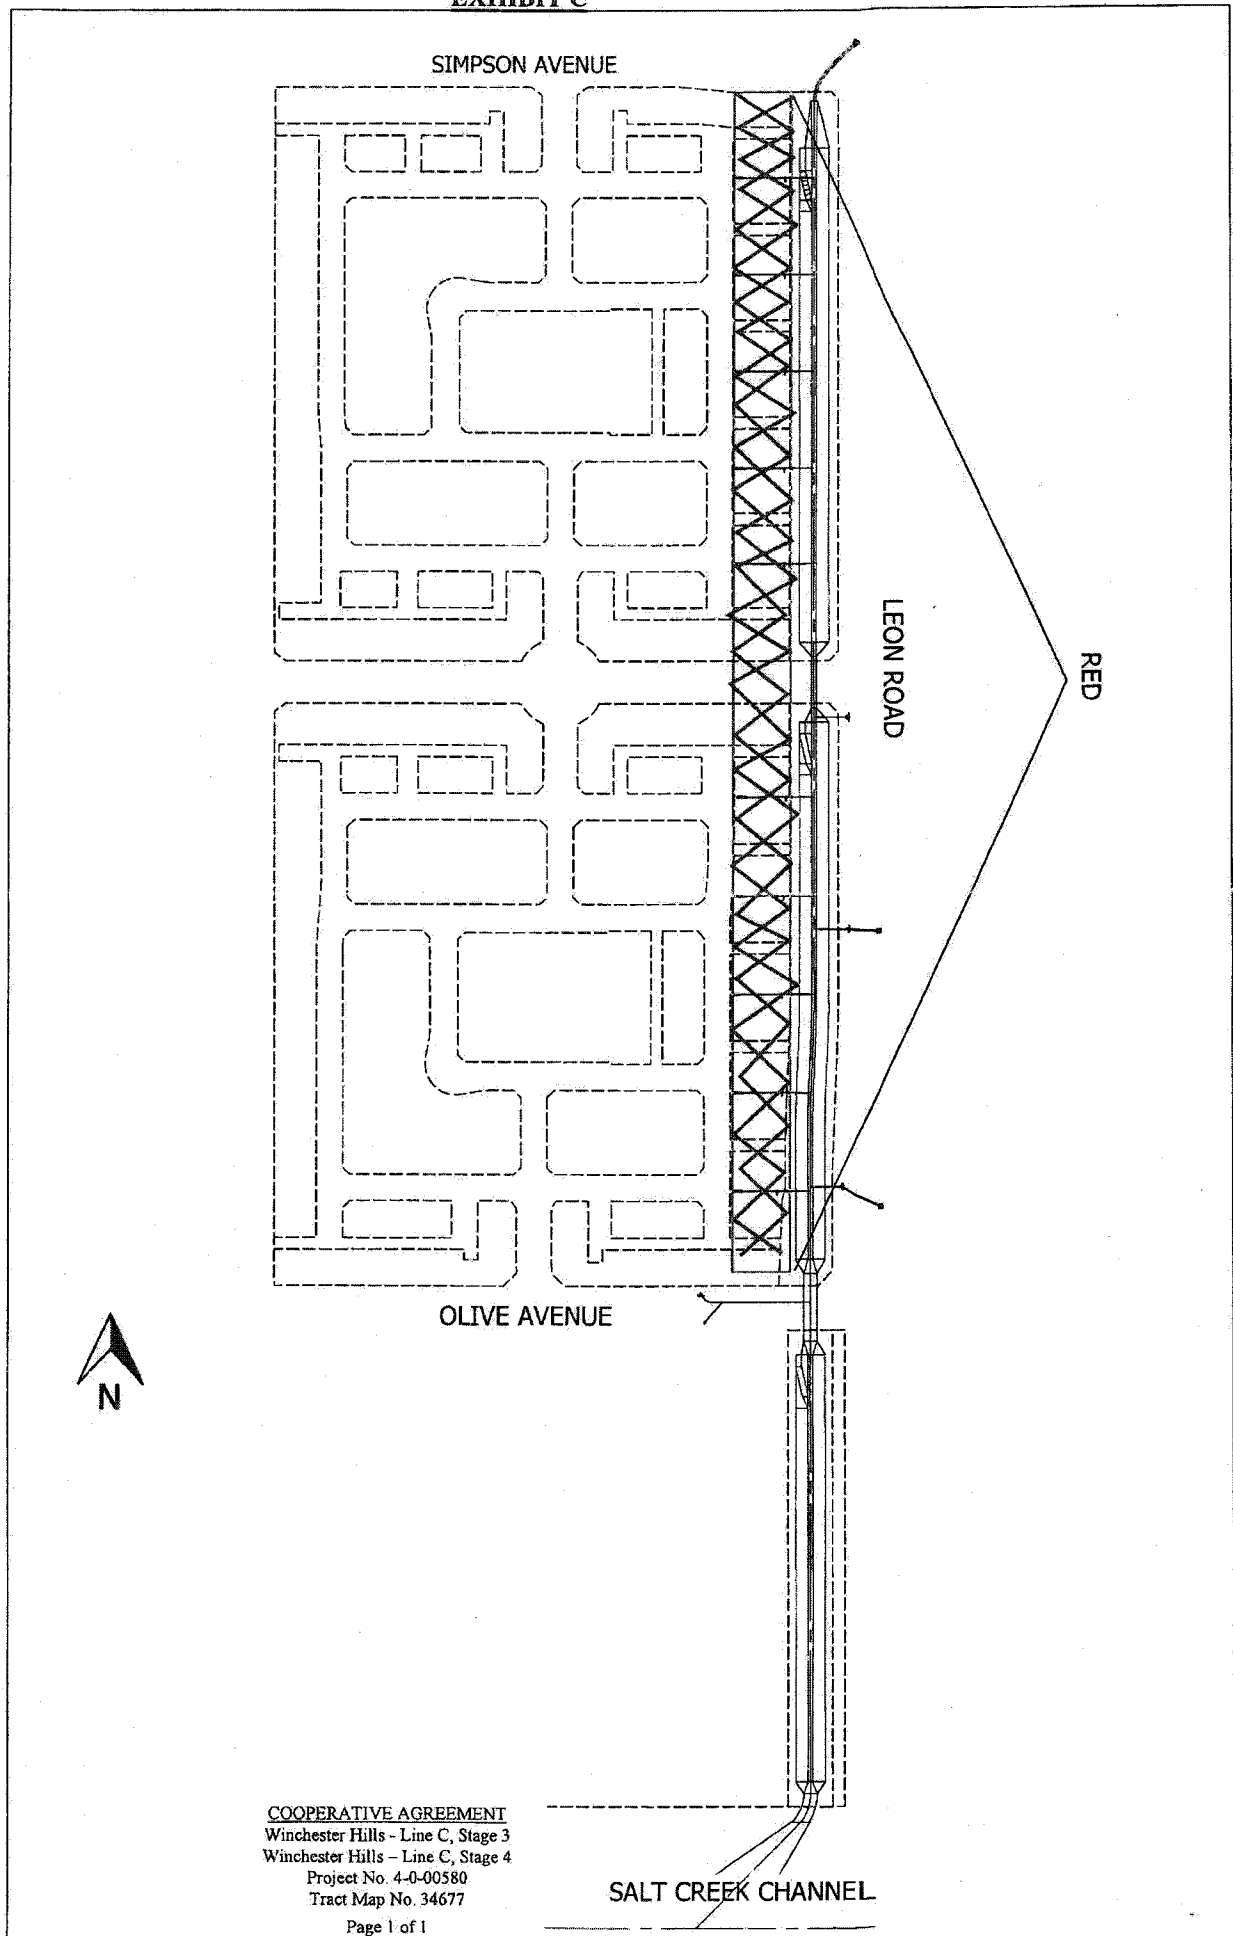 EXHIBIT C
SIMPSON AVENUE
LEON ROAD
RED
OLIVE AVENUE
N
COOPERATIVE AGREEMENT
Winchester Hills - Line C, Stage 3
Winchester Hills – Line C, Stage 4
Project No. 4-0-00580
Tract Map No. 34677
Page 1 of 1
SALT CREEK CHANNEL